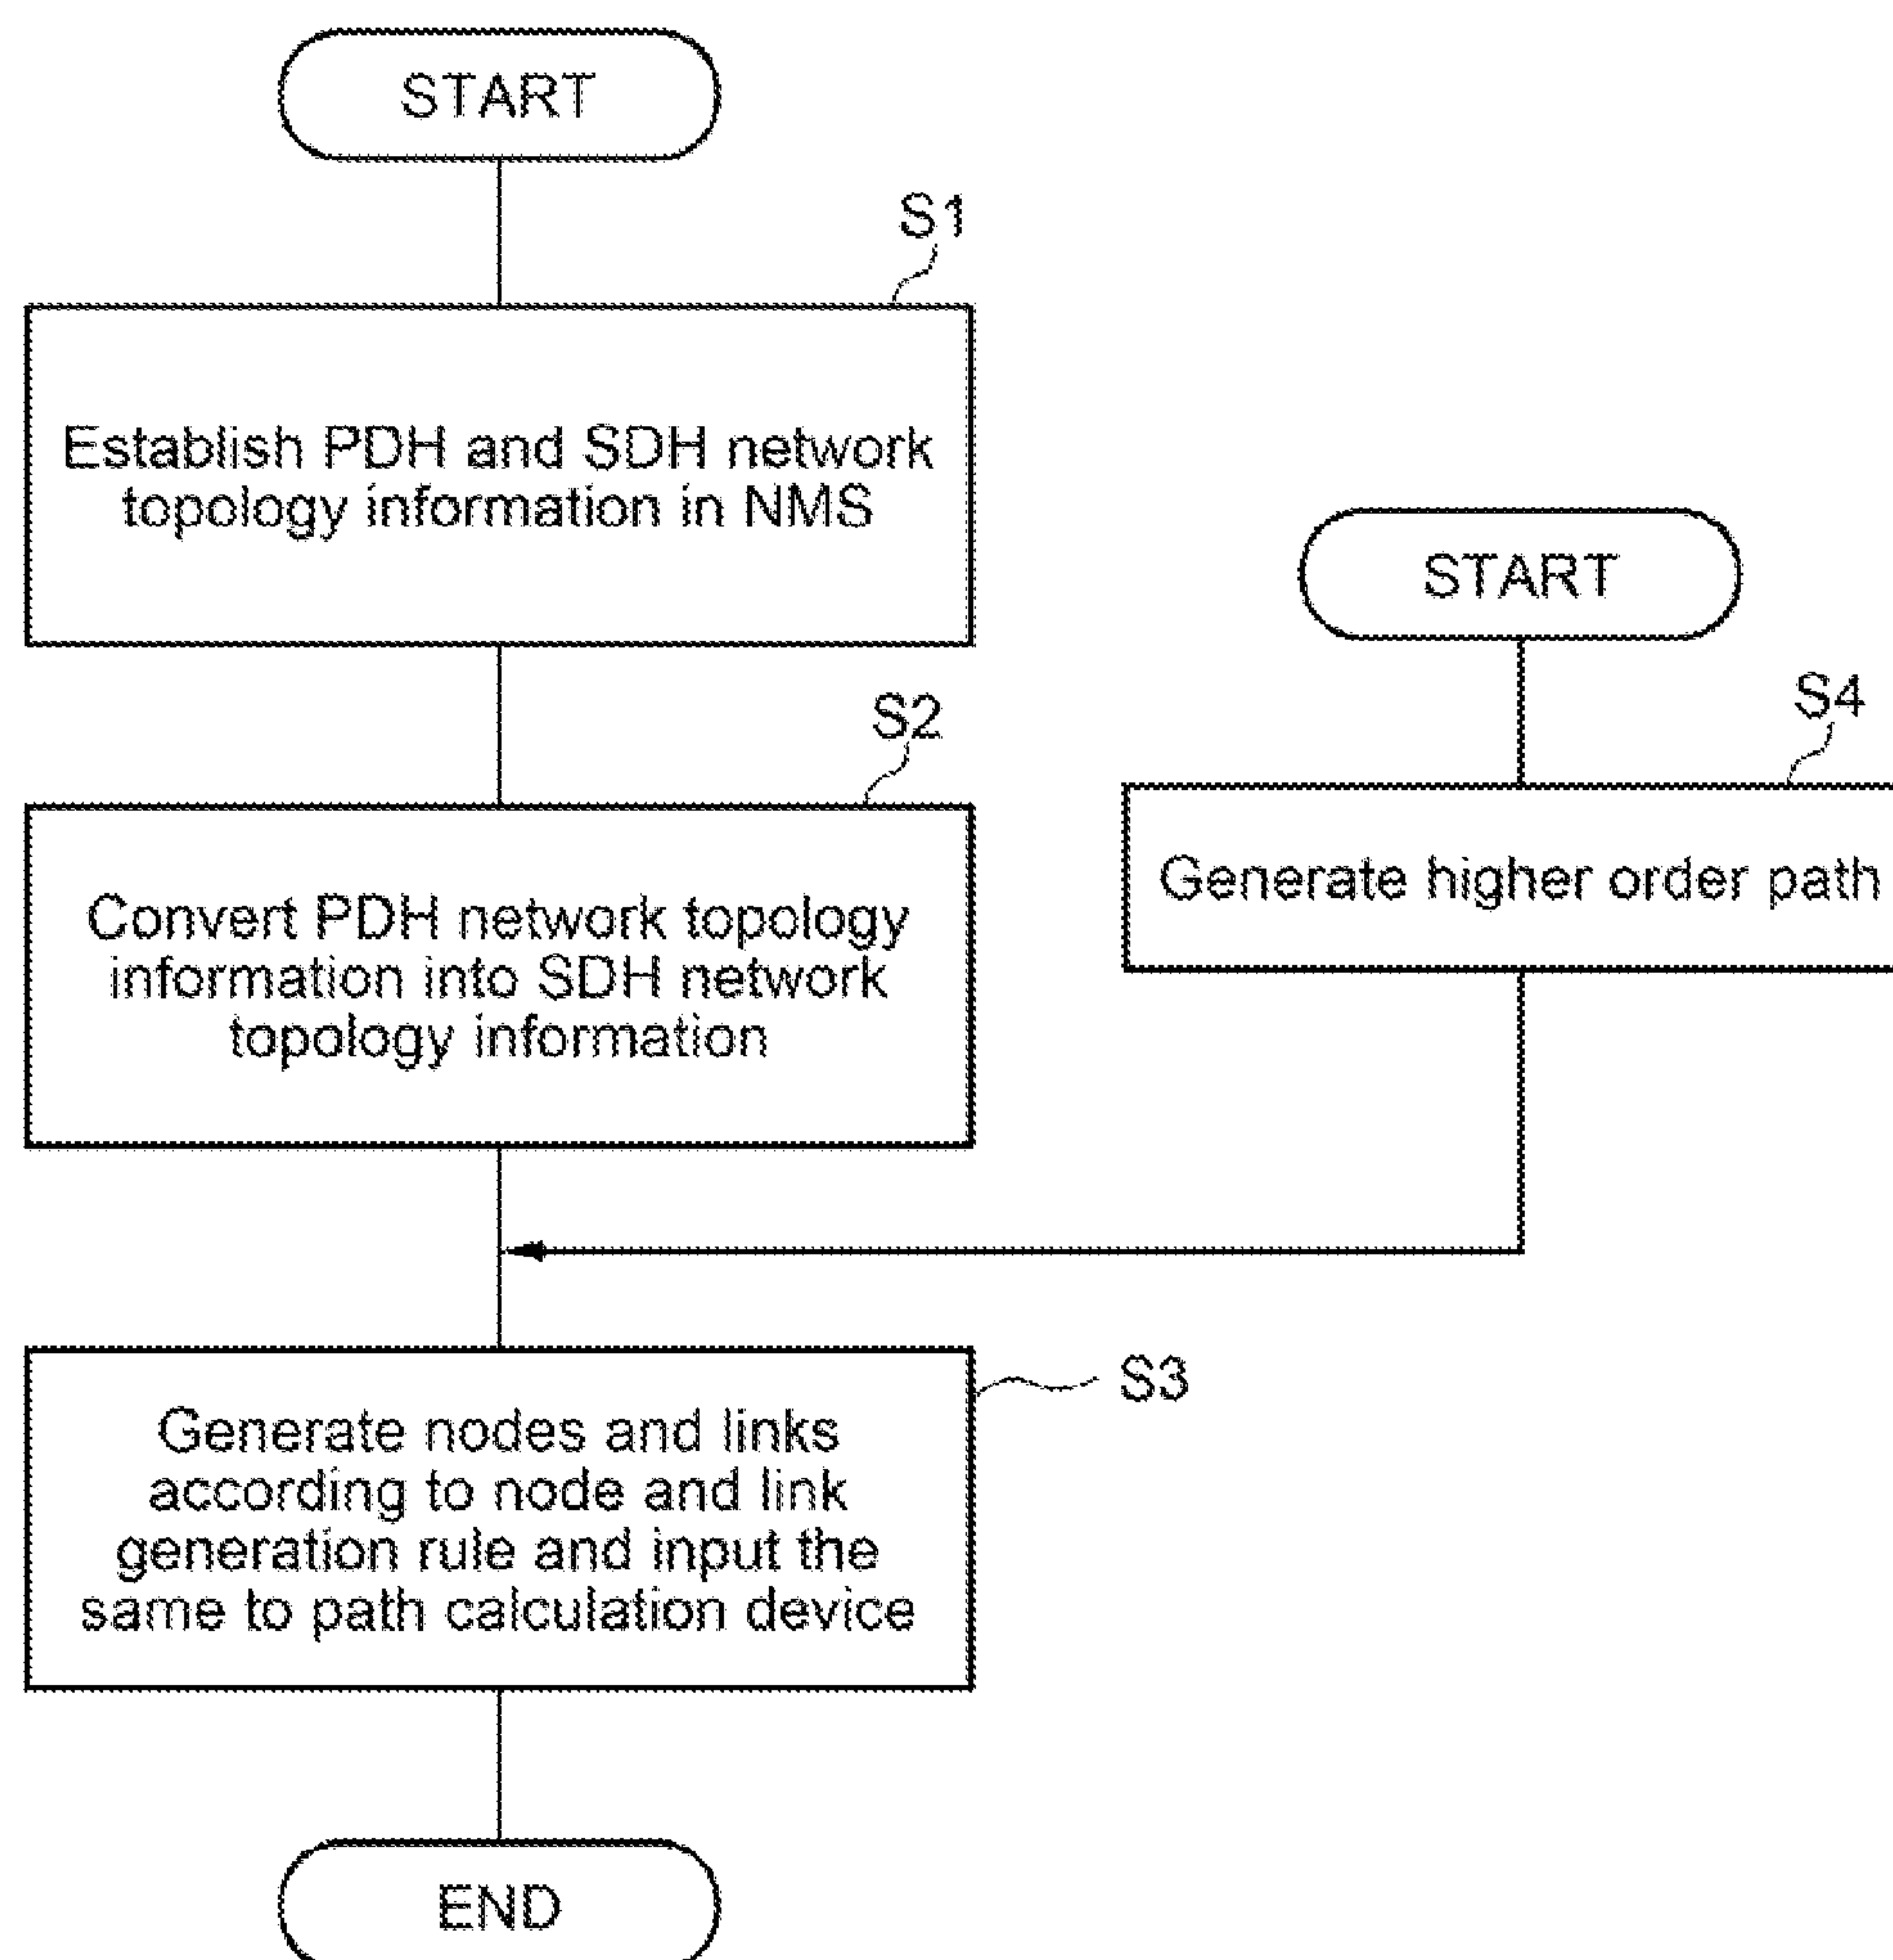 START
S1
Establish PDH and SDH network
topology information in NMS
S2
Convert PDH network topology
information into SDH network
topology information
START
S4
Generate higher order path
S3
Generate nodes and links
according to node and link
generation rule and input the
same to path calculation device
END